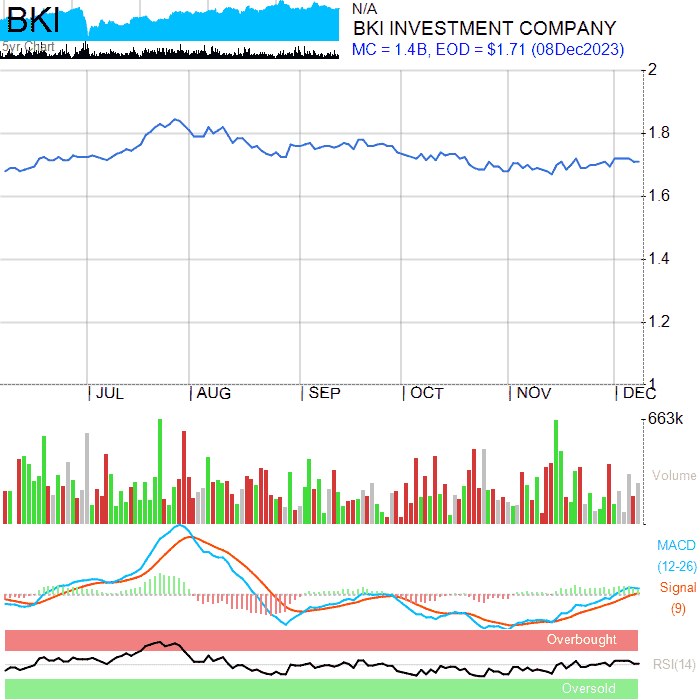 BKI
5yr Chart
N/A
BKI INVESTMENT COMPANY
MC = 1.4B, EOD = $1.71 (08Dec2023)
2
1.8
1.6
1.4
1.2
1
JUL AUG SEP OCT NOV DEC
663k
Volume
MACD
(12-26)
Signal
(9)
Overbought
RSI(14)
Oversold